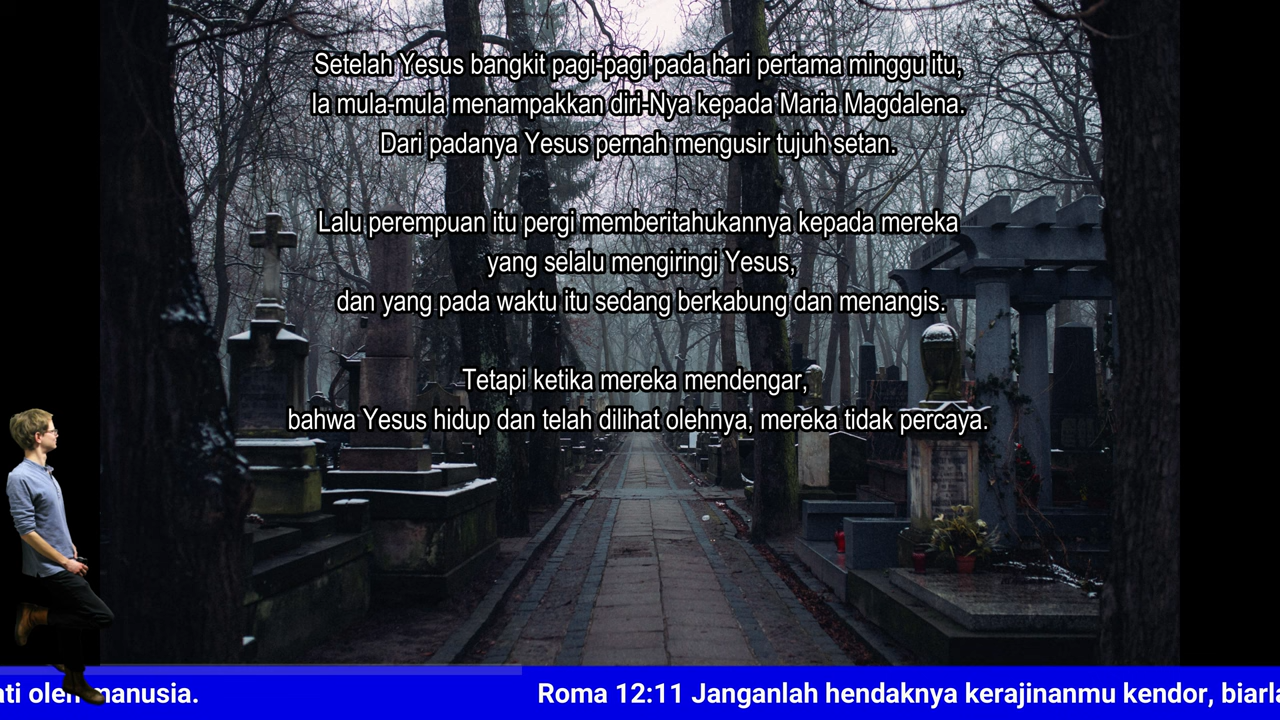 Setelah Yesus bangkit pagi-pagi pada hari pertama minggu itu,
Ia mula-mula menampakkan diri-Nya kepada Maria Magdalena.
Dari padanya Yesus pernah mengusir tujuh setan.
Lalu perempuan itu pergi memberitahukannya kepada mereka
yang selalu mengiringi Yesus,
dan yang pada waktu itu sedang berkabung dan menangis.
Tetapi ketika mereka mendengar,
bahwa Yesus hidup dan telah dilihat olehnya, mereka tidak percaya.
manusia. Roma 12:11 Janganlah hendaknya kerajinanmu kendor,